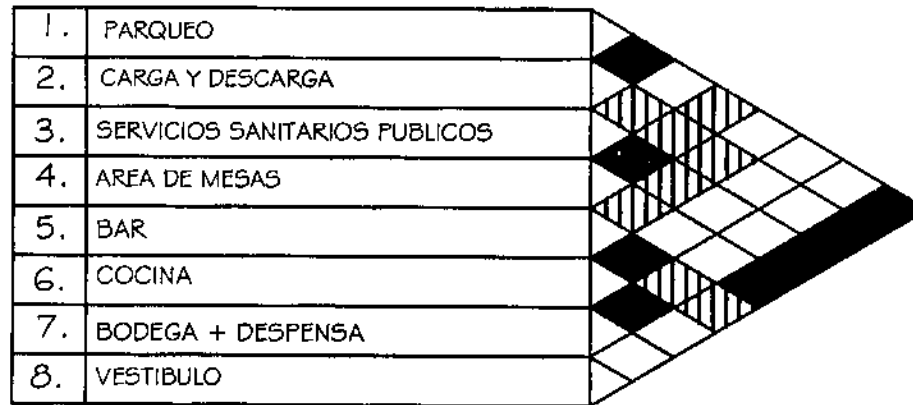 1. PARQUEO
2. CARGA Y DESCARGA
3. SERVICIOS SANITARIOS PUBLICOS
4. AREA DE MESAS
5. BAR
6. COCINA
7. BODEGA + DESPENSA
8. VESTIBULO